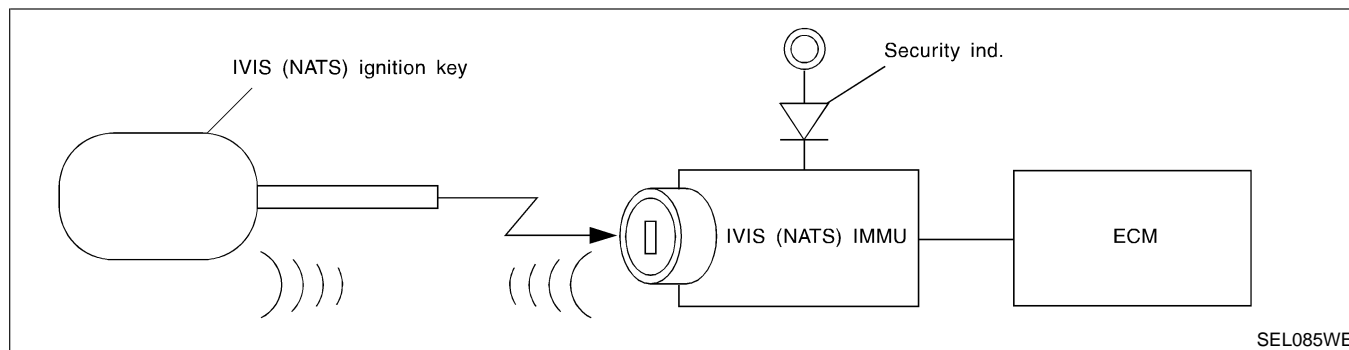 Security ind.
IVIS (NATS) ignition key
IVIS (NATS) IMMU
ECM
SEL085WE